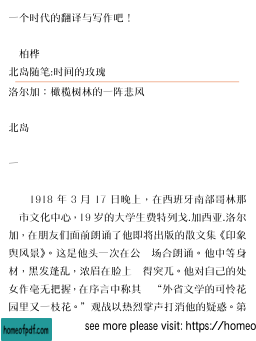 一个时代的翻译与写作吧！
柏桦
北岛随笔:时间的玫瑰
洛尔加：橄榄树林的一阵悲风
北岛
一
1918 年 3 月 17 日晚上，在西班牙南部哥林那
市文化中心，19 岁的大学生费特列戈.加西亚.洛尔
加，在朋友们面前朗诵了他即将出版的散文集《印象
舆风景》。这是他头一次在公 场合朗诵。他中等身
材，黑发蓬乱，浓眉在脸上 得突兀。他对自己的处
女作毫无把握，在序言中称其 “外省文学的可怜花
园里又一枝花。”观战以热烈掌声打消他的疑惑。第
homeofpdf.com
see more please visit: https://homeo